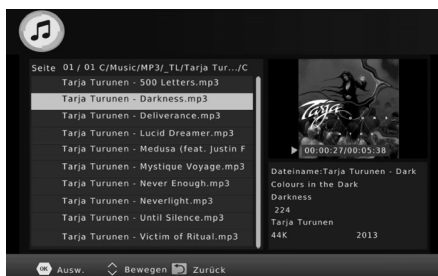 Seite 01 / 01 C/Music/MP3/_TL/Tarja Tur.../C
Tarja Turunen - 500 Letters.mp3
Tarja Turunen - Darkness.mp3
Tarja Turunen - Deliverance.mp3
Tarja Turunen - Lucid Dreamer.mp3
Tarja Turunen - Medusa (feat. Justin F
Tarja Turunen - Mystique Voyage.mp3
Tarja Turunen - Never Enough.mp3
Tarja Turunen - Neverlight.mp3
Tarja Turunen - Until Silence.mp3
Tarja Turunen - Victim of Ritual.mp3
Tarja
00:00:27/00:05:38
Dateiname:Tarja Turunen - Dark
Colours in the Dark
Darkness
224
Tarja Turunen
44K 2013
OK Ausw. Bewegen Zurück